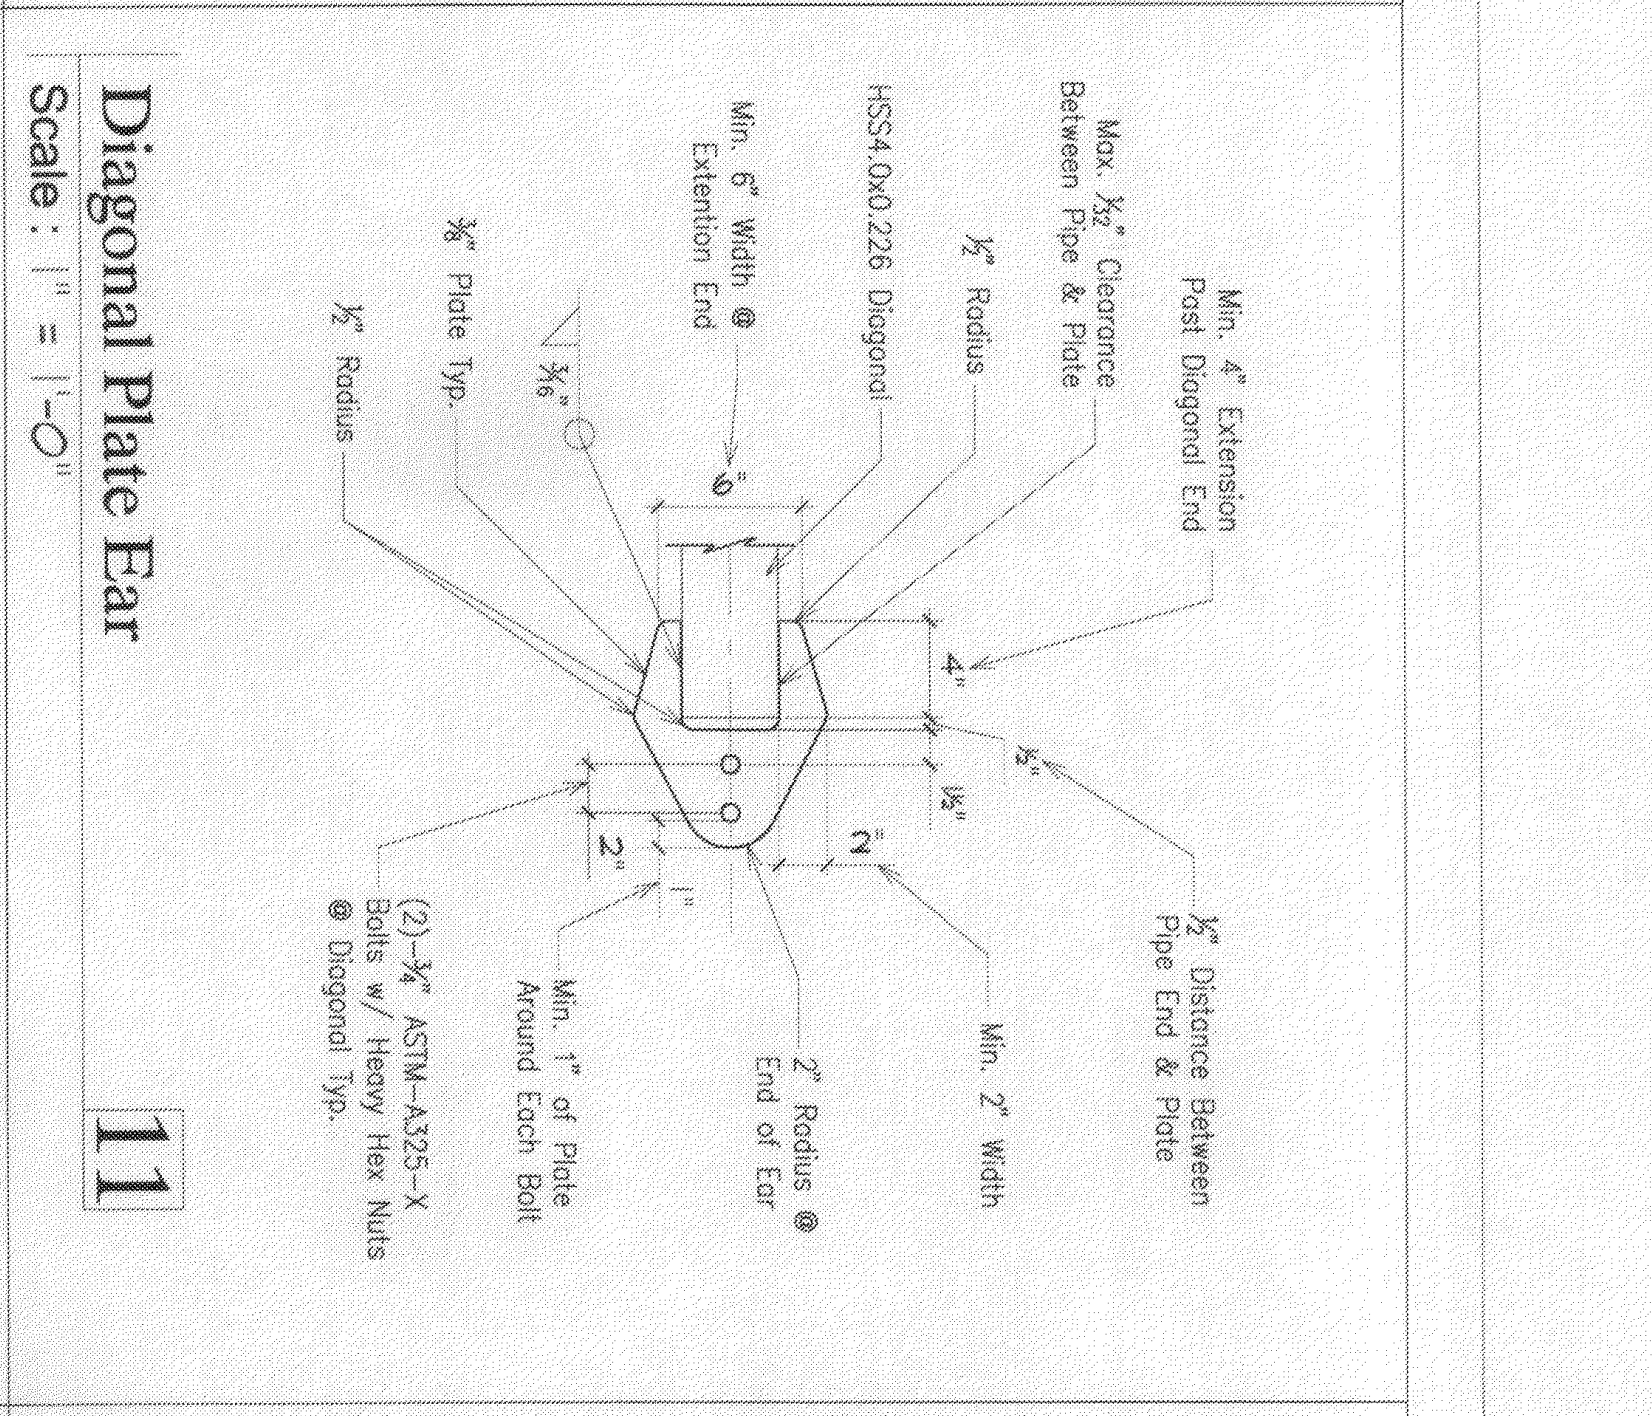 Min. 4" Extension
Past Diagonal End
Max. 1/32" Clearance
Between Pipe & Plate
1/2" Radius
HSS4.0x0.226 Diagonal
Min. 6" Width @
Extention End
3/16"
3/8" Plate Typ.
1/2" Radius
6"
4"
1/2"
1 1/2"
2"
2"
1"
1/2" Distance Between
Pipe End & Plate
Min. 2" Width
2" Radius @
End of Ear
Min. 1" of Plate
Around Each Bolt
(2)-3/4" ASTM-A325-X
Bolts w/ Heavy Hex Nuts
@ Diagonal Typ.
Diagonal Plate Ear
11
Scale: 1" = 1'-0"